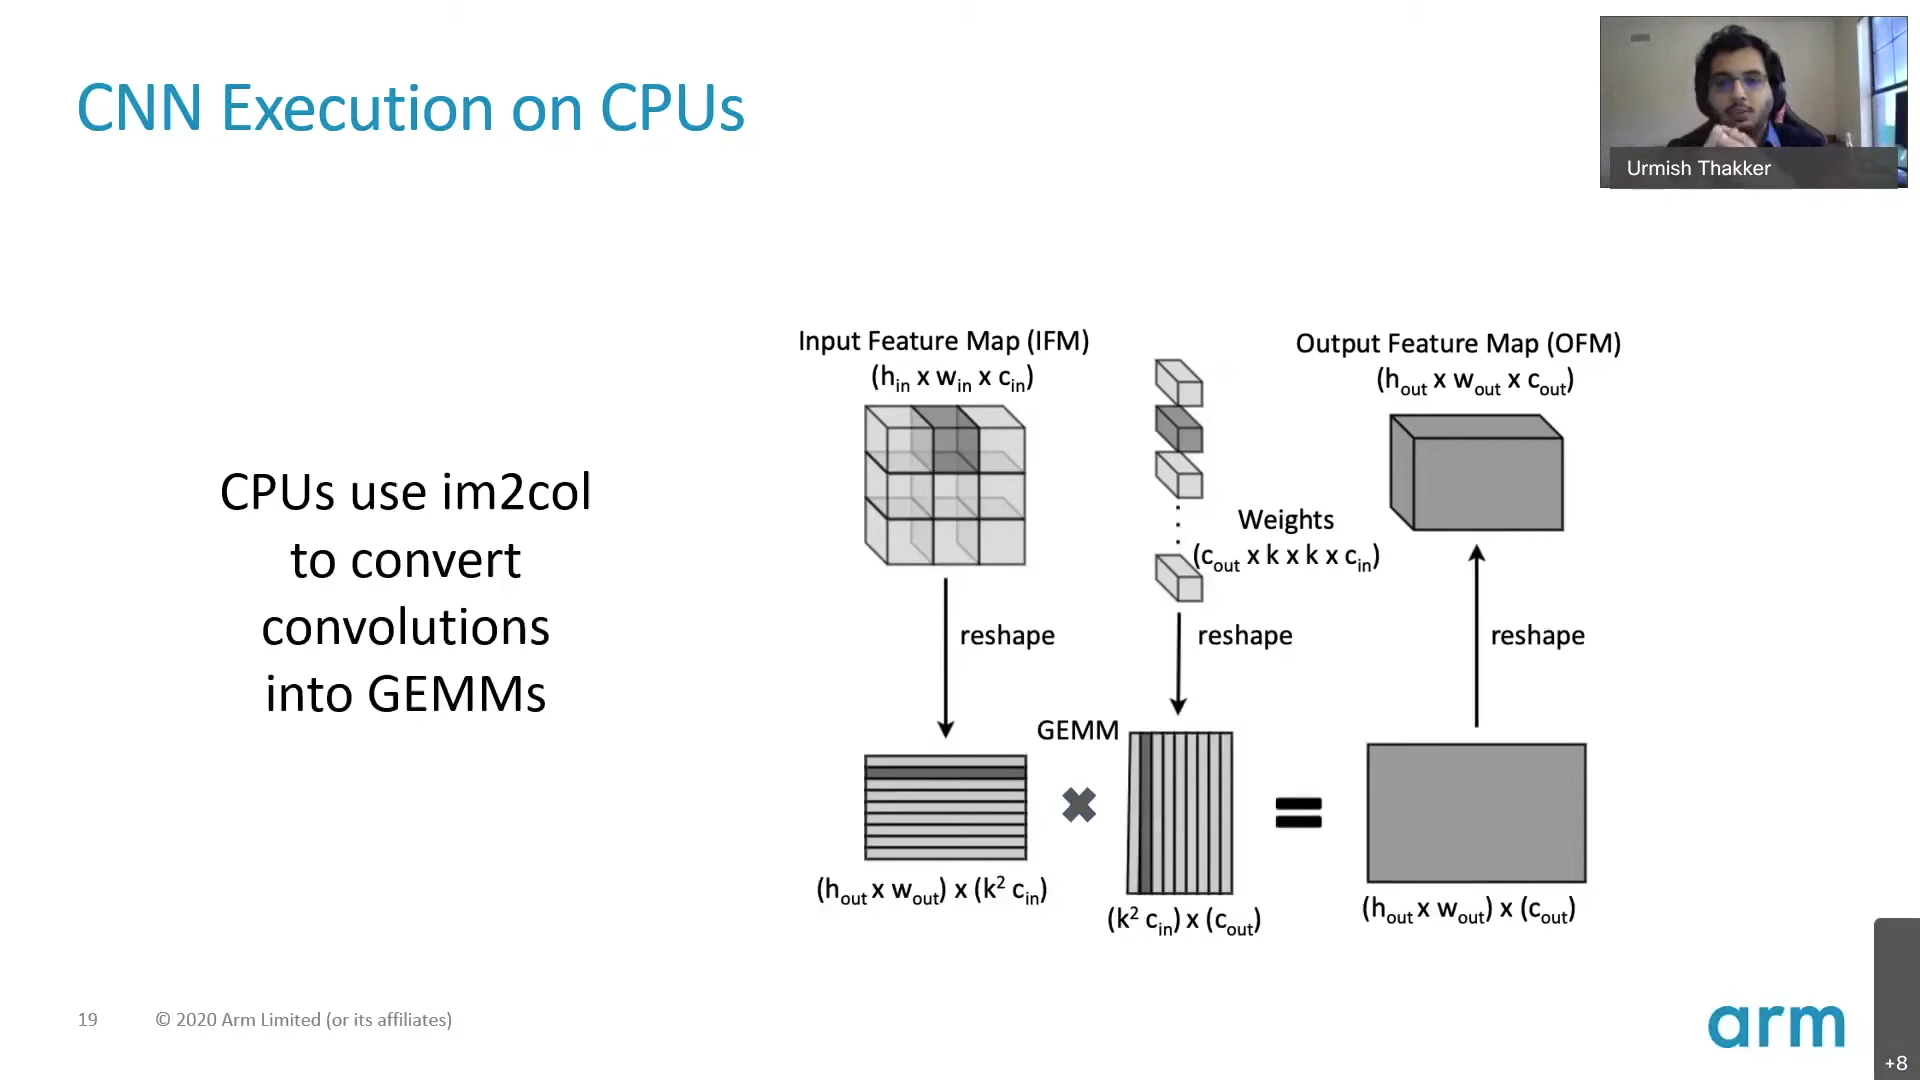 CNN Execution on CPUs
Urmish Thakker
CPUs use im2col
to convert
convolutions
into GEMMs
Input Feature Map (IFM)
(h_in x w_in x c_in)
Weights
(c_out x k x k x c_in)
Output Feature Map (OFM)
(h_out x w_out x c_out)
reshape
reshape
reshape
GEMM
(h_out x w_out) x (k² c_in)
(k² c_in) x (c_out)
(h_out x w_out) x (c_out)
19
© 2020 Arm Limited (or its affiliates)
arm
+8